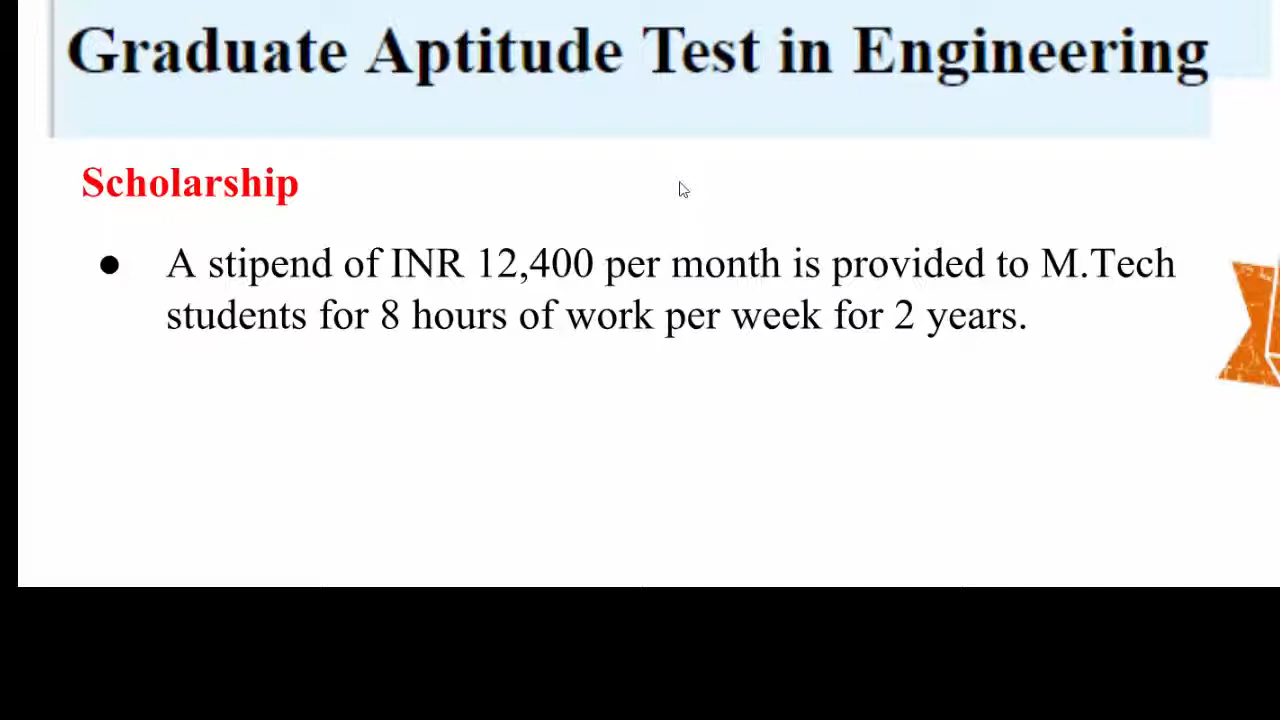 Graduate Aptitude Test in Engineering
Scholarship
● A stipend of INR 12,400 per month is provided to M.Tech
students for 8 hours of work per week for 2 years.